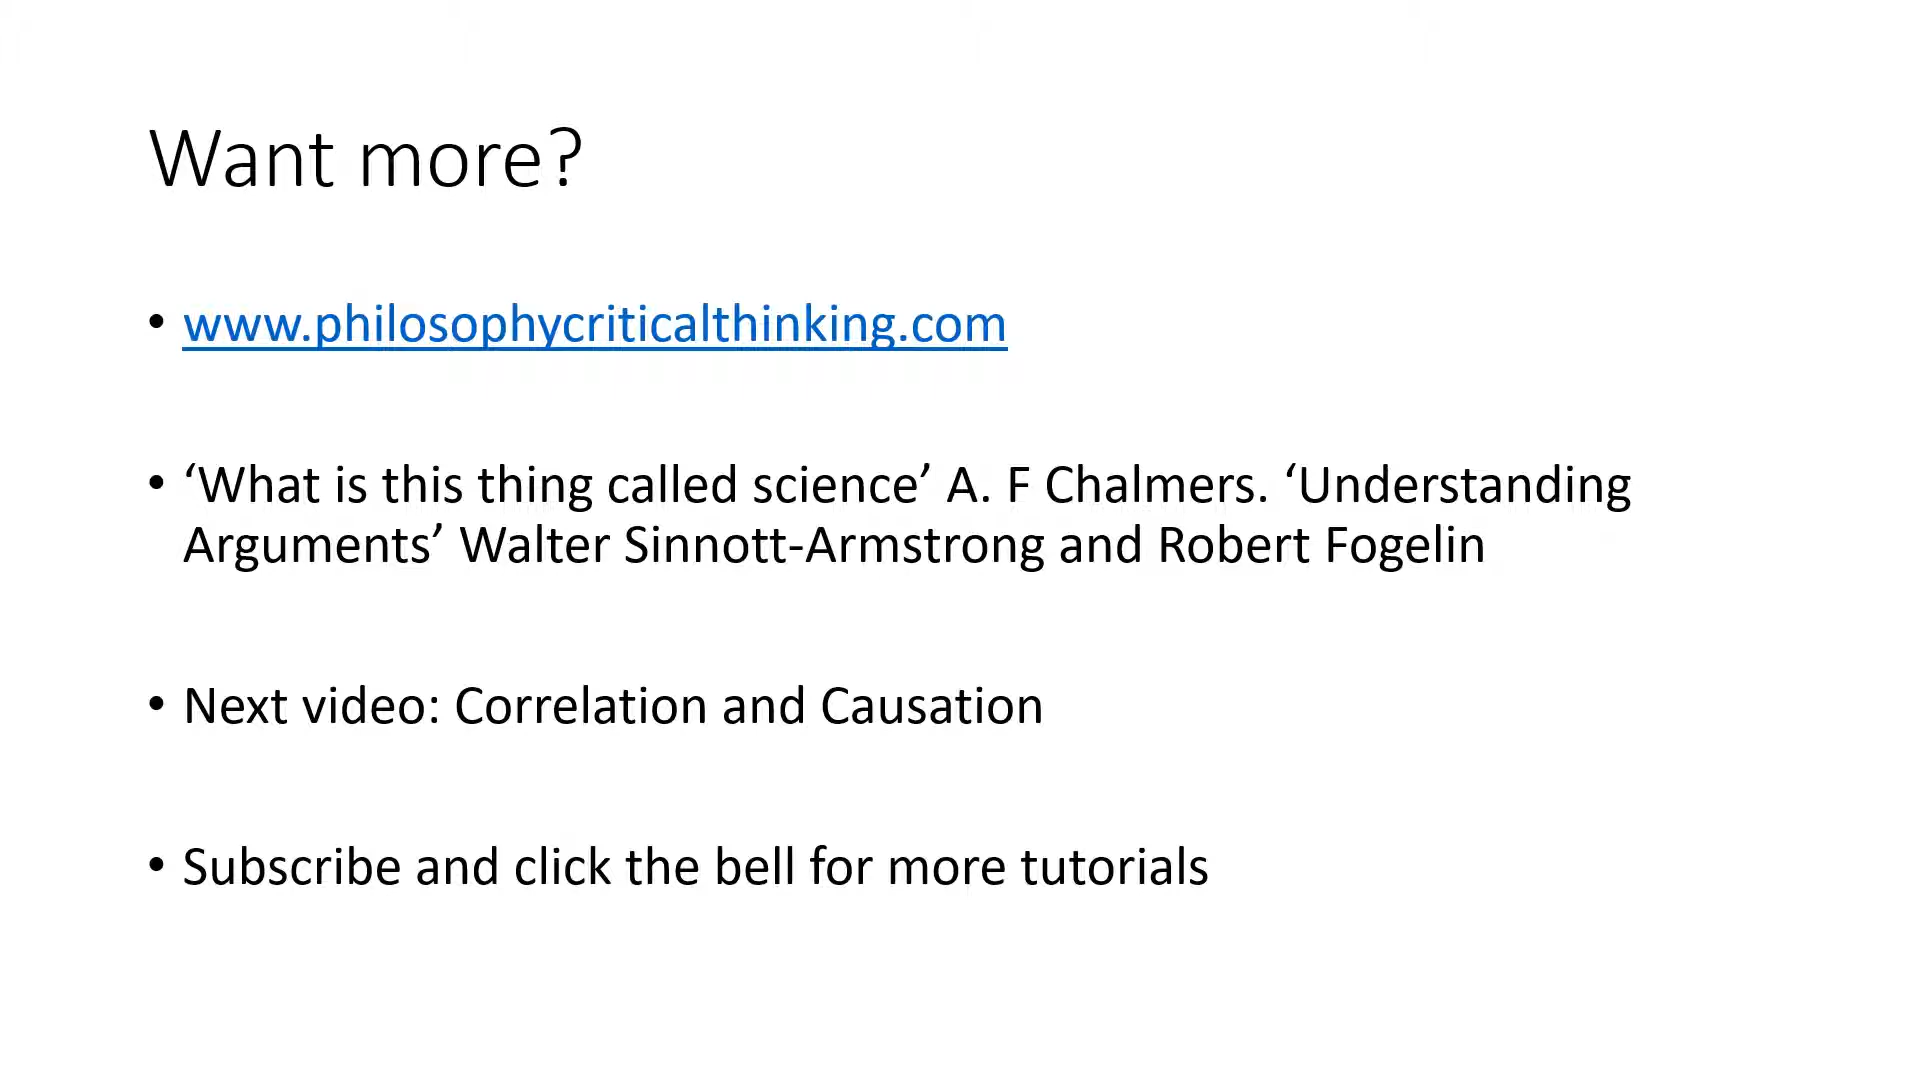 Want more?
• www.philosophycriticalthinking.com
• ‘What is this thing called science’ A. F Chalmers. ‘Understanding
Arguments’ Walter Sinnott-Armstrong and Robert Fogelin
• Next video: Correlation and Causation
• Subscribe and click the bell for more tutorials